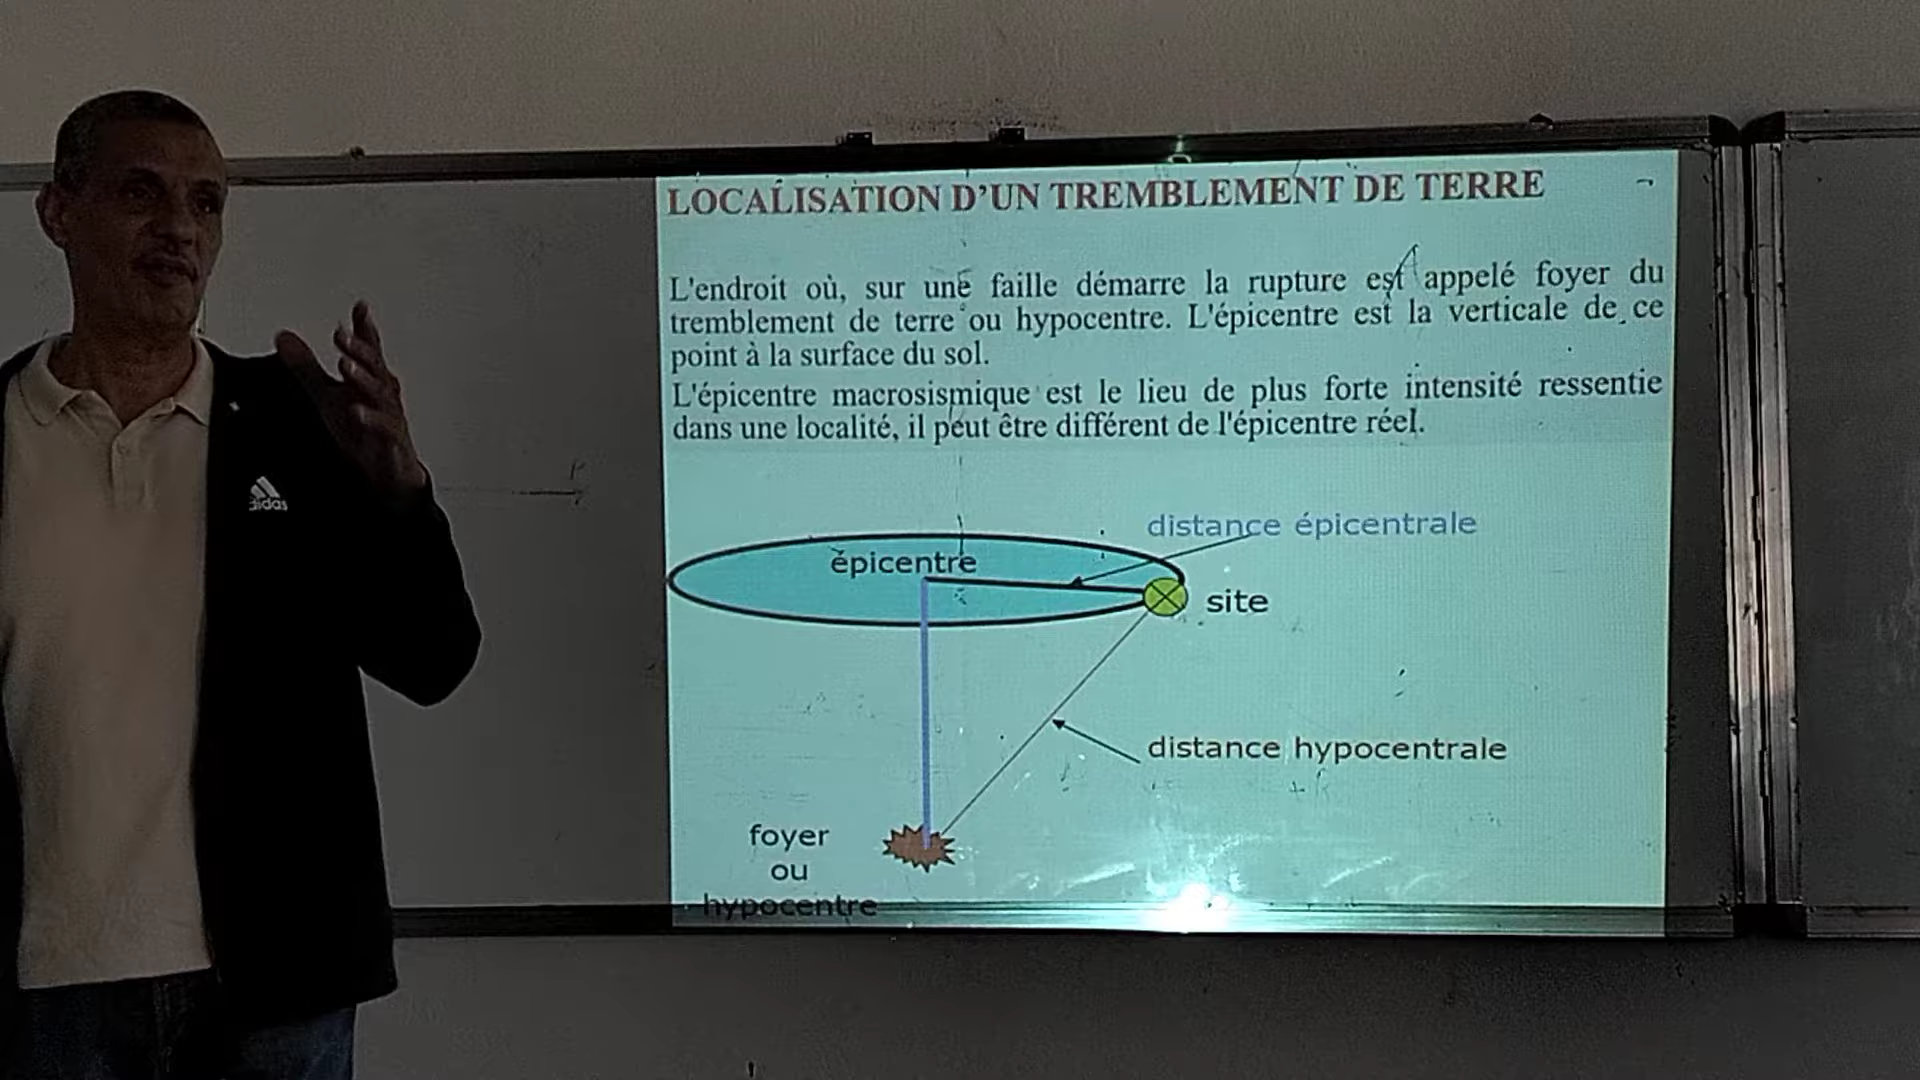 LOCALISATION D'UN TREMBLEMENT DE TERRE
L'endroit où, sur une faille démarre la rupture est appelé foyer du
tremblement de terre ou hypocentre. L'épicentre est la verticale de ce
point à la surface du sol.
L'épicentre macrosismique est le lieu de plus forte intensité ressentie
dans une localité, il peut être différent de l'épicentre réel.
distance épicentrale
épicentre
site
distance hypocentrale
foyer
ou
hypocentre
adidas